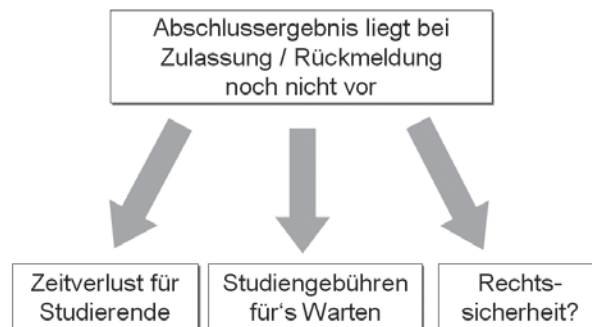 Abschlussergebnis liegt bei
Zulassung / Rückmeldung
noch nicht vor
Zeitverlust für
Studierende
Studiengebühren
für's Warten
Rechts-
sicherheit?